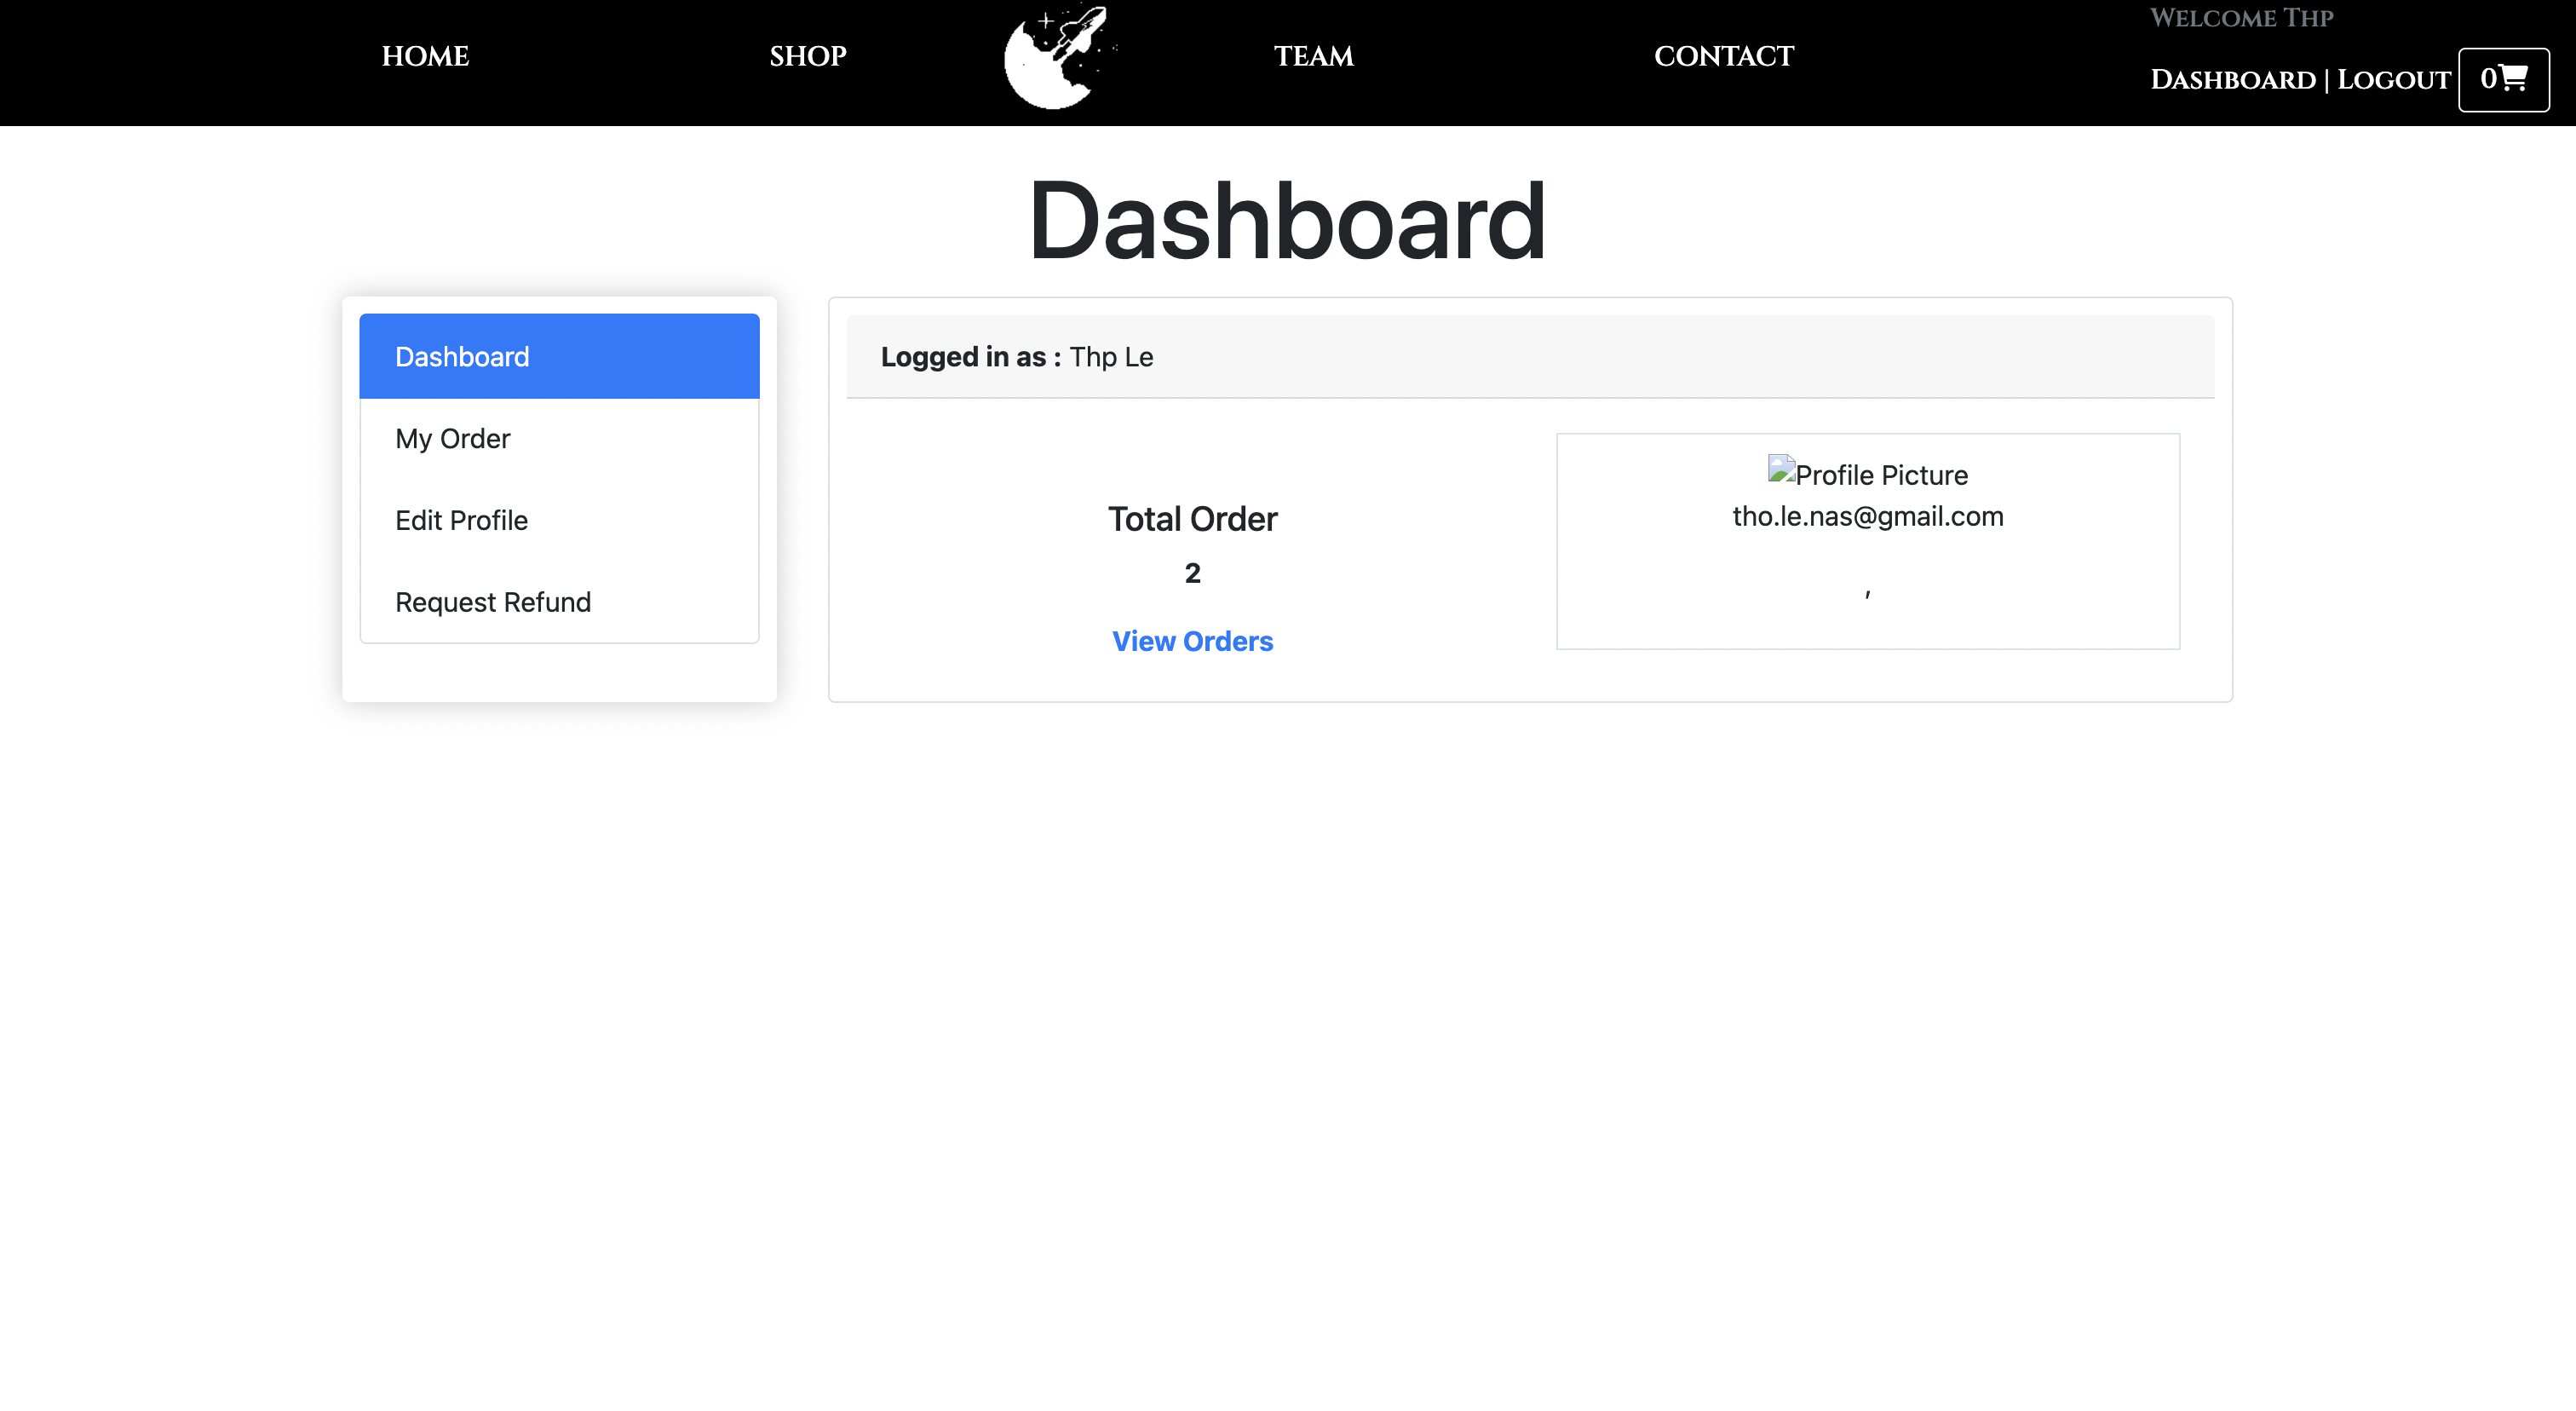 WELCOME THP
HOME
SHOP
TEAM
CONTACT
DASHBOARD | LOGOUT
0
Dashboard
Dashboard
My Order
Edit Profile
Request Refund
Logged in as : Thp Le
Total Order
2
View Orders
Profile Picture
tho.le.nas@gmail.com
,